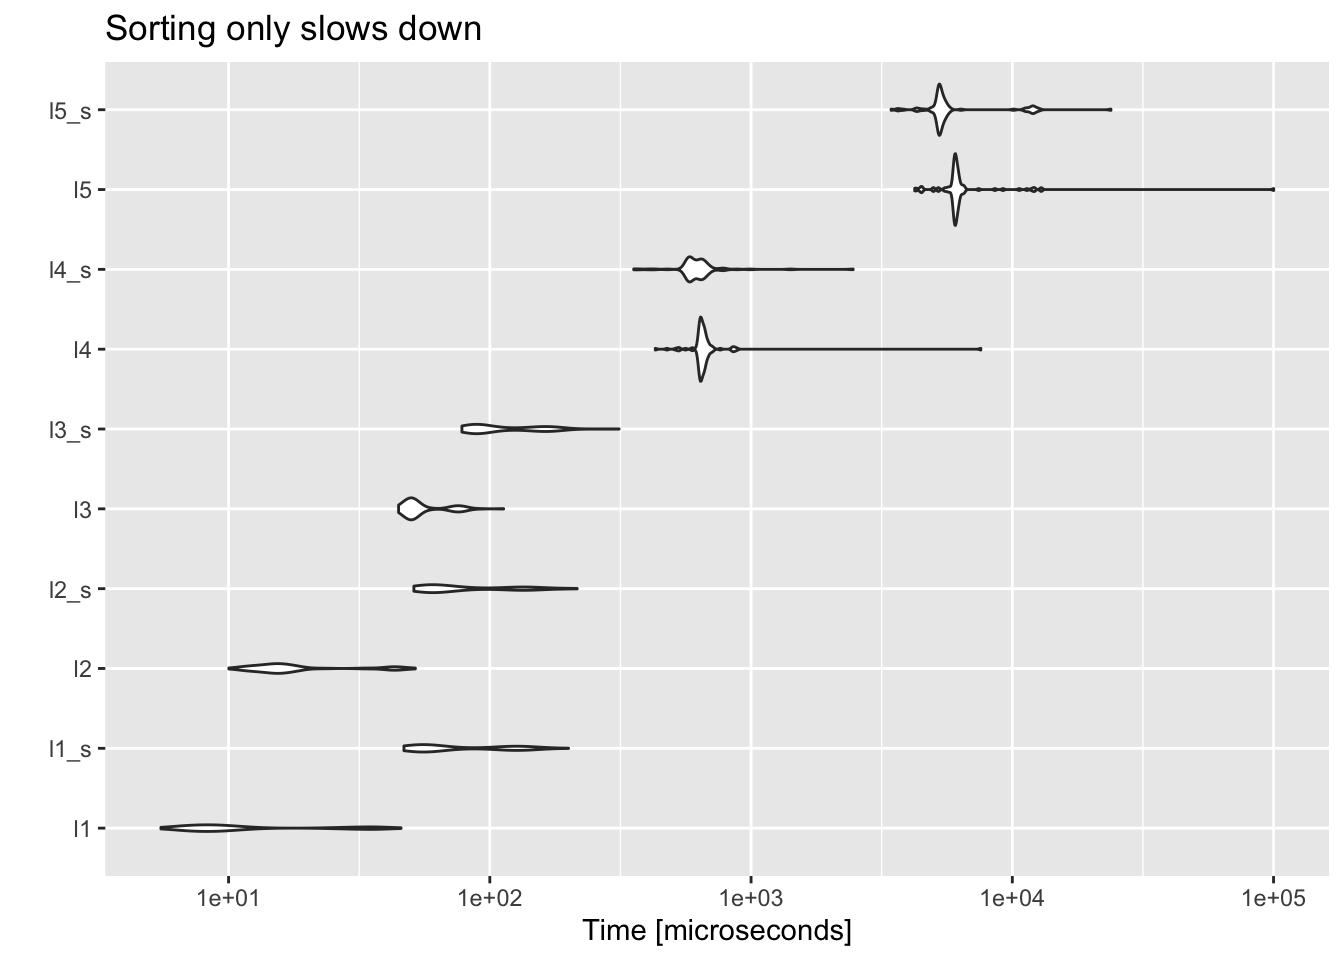 Sorting only slows down
l5_s
l5
l4_s
l4
l3_s
l3
l2_s
l2
l1_s
l1
1e+01 1e+02 1e+03 1e+04 1e+05
Time [microseconds]